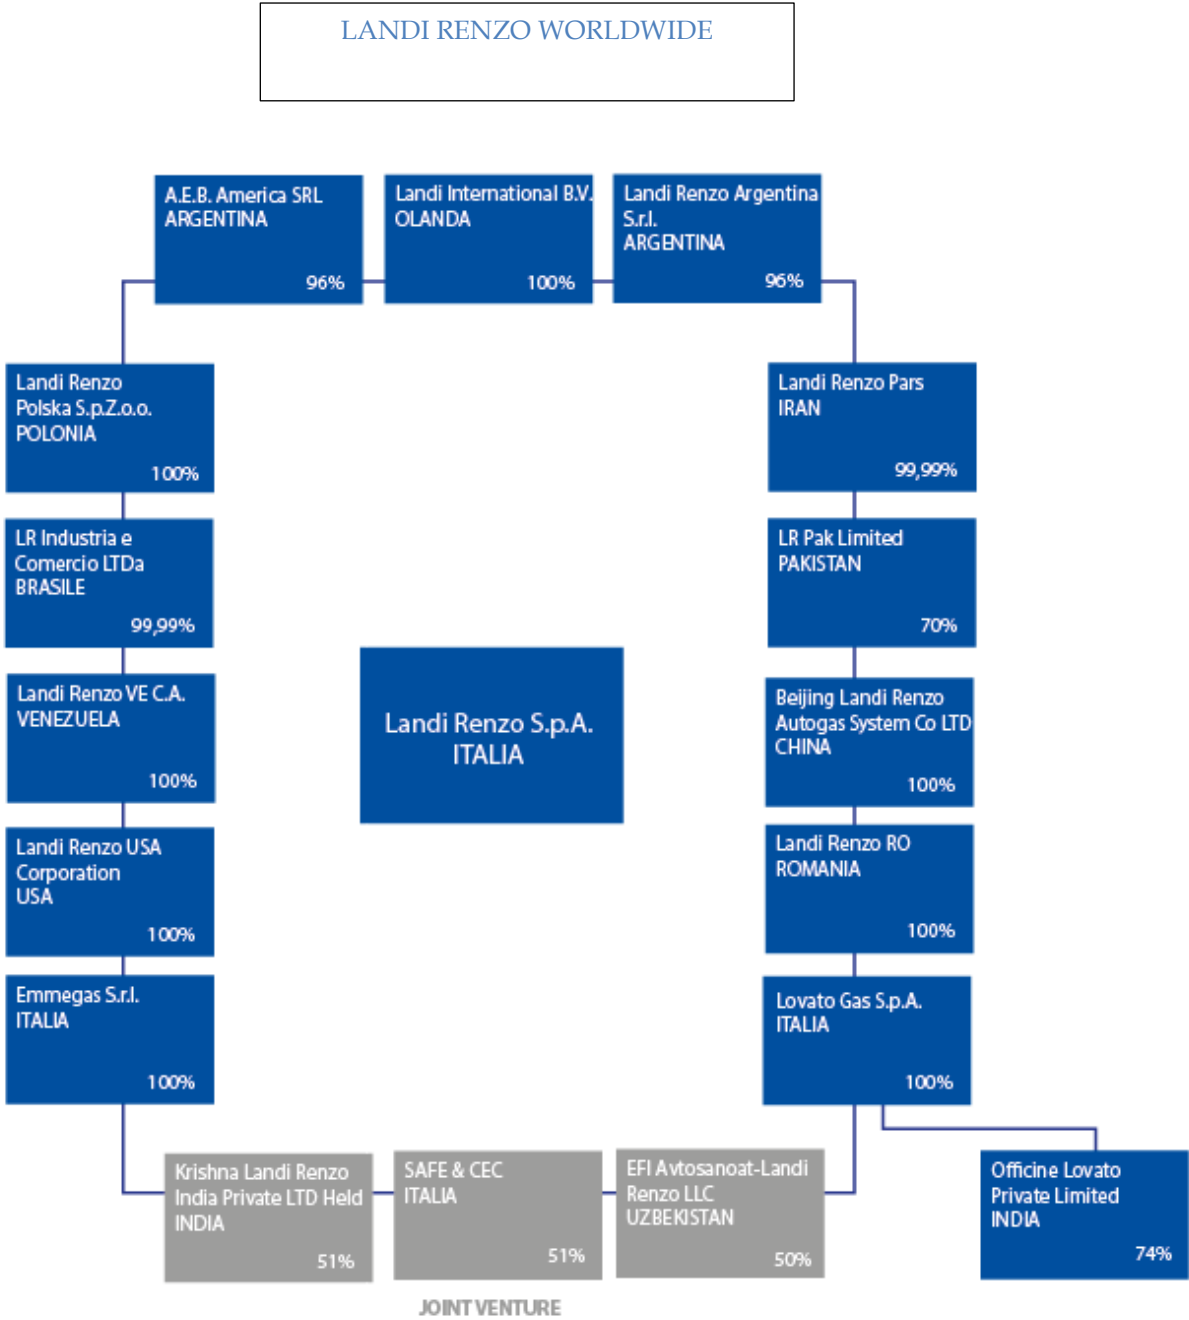 LANDI RENZO WORLDWIDE
A.E.B. America SRL
ARGENTINA
96%
Landi International B.V.
OLANDA
100%
Landi Renzo Argentina
S.r.l.
ARGENTINA
96%
Landi Renzo
Polska S.p.Z.o.o.
POLONIA
100%
Landi Renzo Pars
IRAN
99,99%
LR Industria e
Comercio LTDa
BRASILE
99,99%
LR Pak Limited
PAKISTAN
70%
Landi Renzo VE C.A.
VENEZUELA
100%
Landi Renzo S.p.A.
ITALIA
Beijing Landi Renzo
Autogas System Co LTD
CHINA
100%
Landi Renzo USA
Corporation
USA
100%
Landi Renzo RO
ROMANIA
100%
Emmegas S.r.l.
ITALIA
100%
Lovato Gas S.p.A.
ITALIA
100%
Krishna Landi Renzo
India Private LTD Held
INDIA
51%
SAFE & CEC
ITALIA
51%
EFI Avtosanoat-Landi
Renzo LLC
UZBEKISTAN
50%
Officine Lovato
Private Limited
INDIA
74%
JOINT VENTURE